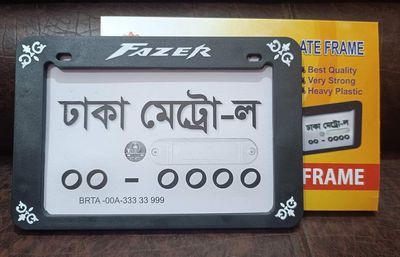 FAZER
ঢাকা মেট্রো-ল
০০ - ০০০০
BRTA -00A-333 33 999
ATE FRAME
Best Quality
Very Strong
Heavy Plastic
ঢাকা মেট্রো-ল
০০ - ০০০০
FRAME